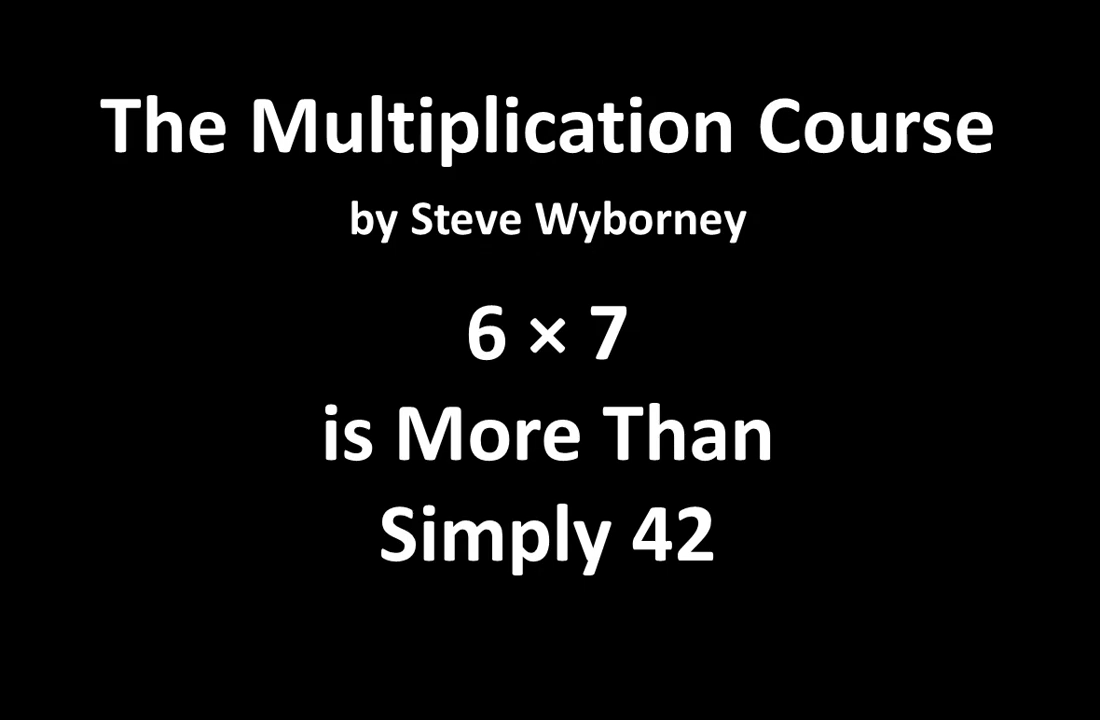 The Multiplication Course
by Steve Wyborney
6 × 7
is More Than
Simply 42